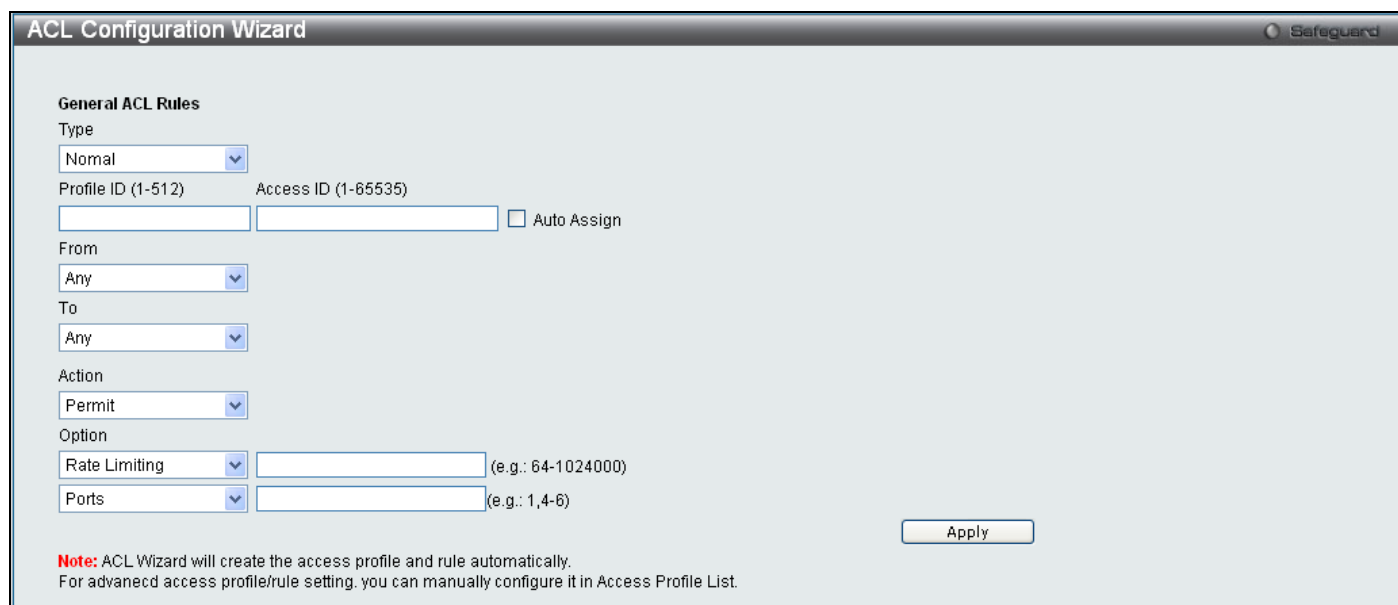 ACL Configuration Wizard
Safeguard
General ACL Rules
Type
Nomal
Profile ID (1-512) Access ID (1-65535)
Auto Assign
From
Any
To
Any
Action
Permit
Option
Rate Limiting (e.g.: 64-1024000)
Ports (e.g.: 1,4-6)
Apply
Note: ACL Wizard will create the access profile and rule automatically.
For advanecd access profile/rule setting. you can manually configure it in Access Profile List.